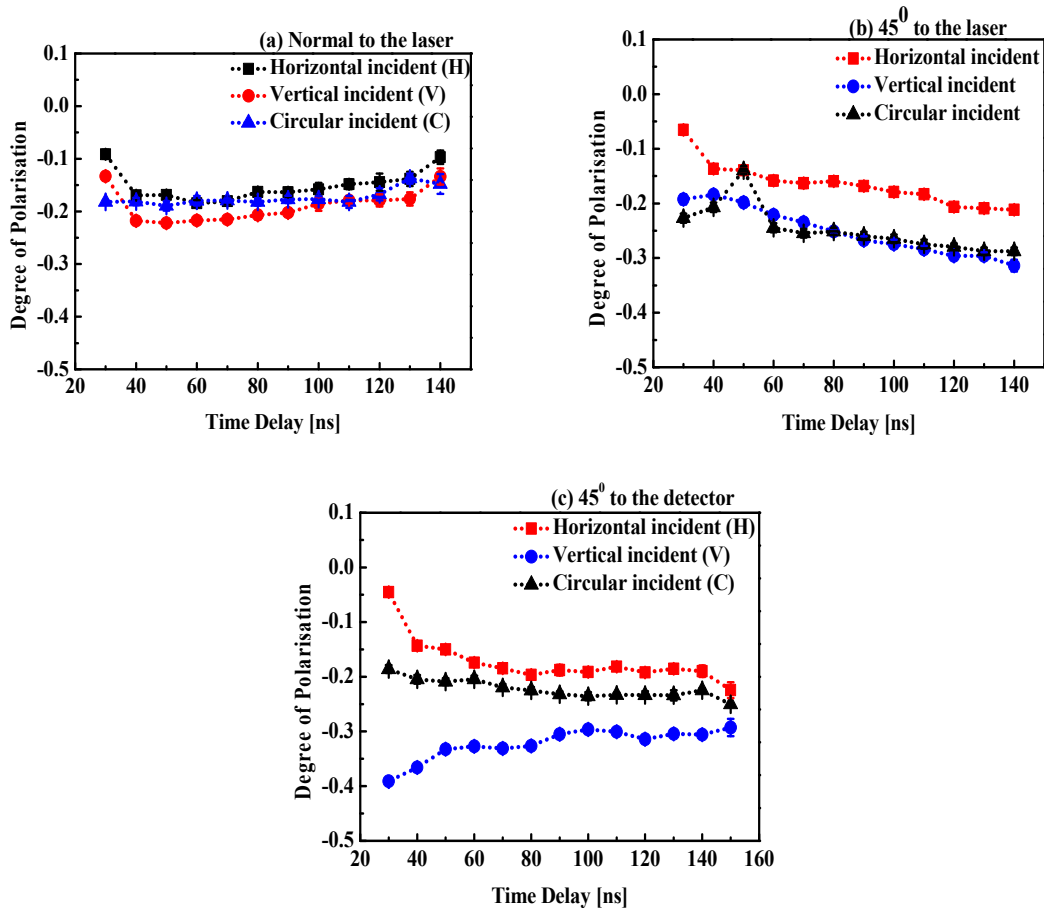 (a) Normal to the laser
Horizontal incident (H)
Vertical incident (V)
Circular incident (C)
0.1
0.0
-0.1
-0.2
-0.3
-0.4
-0.5
Degree of Polarisation
20 40 60 80 100 120 140
Time Delay [ns]
(b) 45⁰ to the laser
Horizontal incident
Vertical incident
Circular incident
0.1
0.0
-0.1
-0.2
-0.3
-0.4
-0.5
Degree of Polarisation
20 40 60 80 100 120 140
Time Delay [ns]
(c) 45⁰ to the detector
Horizontal incident (H)
Vertical incident (V)
Circular incident (C)
0.1
0.0
-0.1
-0.2
-0.3
-0.4
-0.5
Degree of Polarisation
20 40 60 80 100 120 140 160
Time Delay [ns]